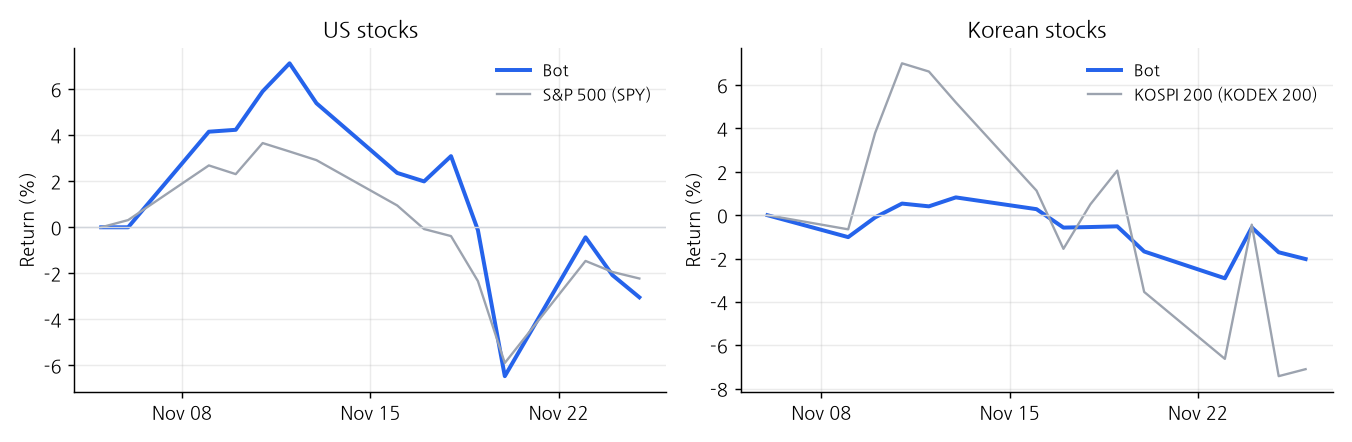 US stocks
Bot
S&P 500 (SPY)
Return (%)
6
4
2
0
-2
-4
-6
Nov 08
Nov 15
Nov 22
Korean stocks
Bot
KOSPI 200 (KODEX 200)
Return (%)
6
4
2
0
-2
-4
-6
-8
Nov 08
Nov 15
Nov 22